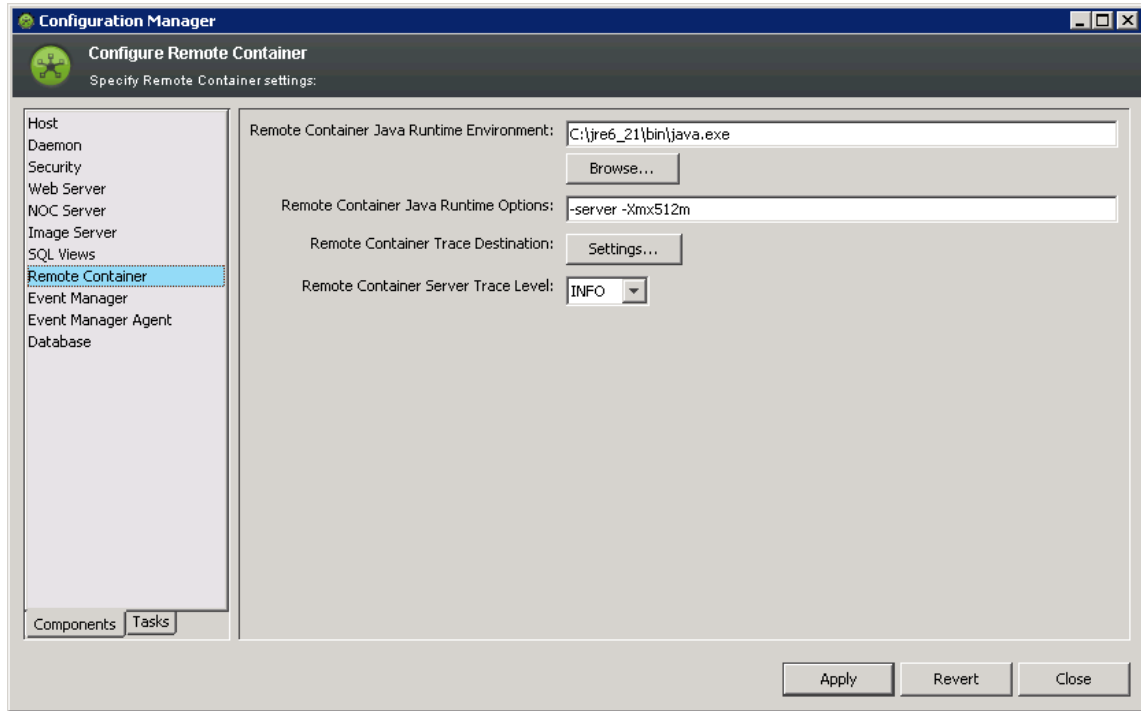 Configuration Manager
Configure Remote Container
Specify Remote Container settings:
Host
Daemon
Security
Web Server
NOC Server
Image Server
SQL Views
Remote Container
Event Manager
Event Manager Agent
Database
Components Tasks
Remote Container Java Runtime Environment: C:\jre6_21\bin\java.exe
Browse...
Remote Container Java Runtime Options: -server -Xmx512m
Remote Container Trace Destination: Settings...
Remote Container Server Trace Level: INFO
Apply Revert Close